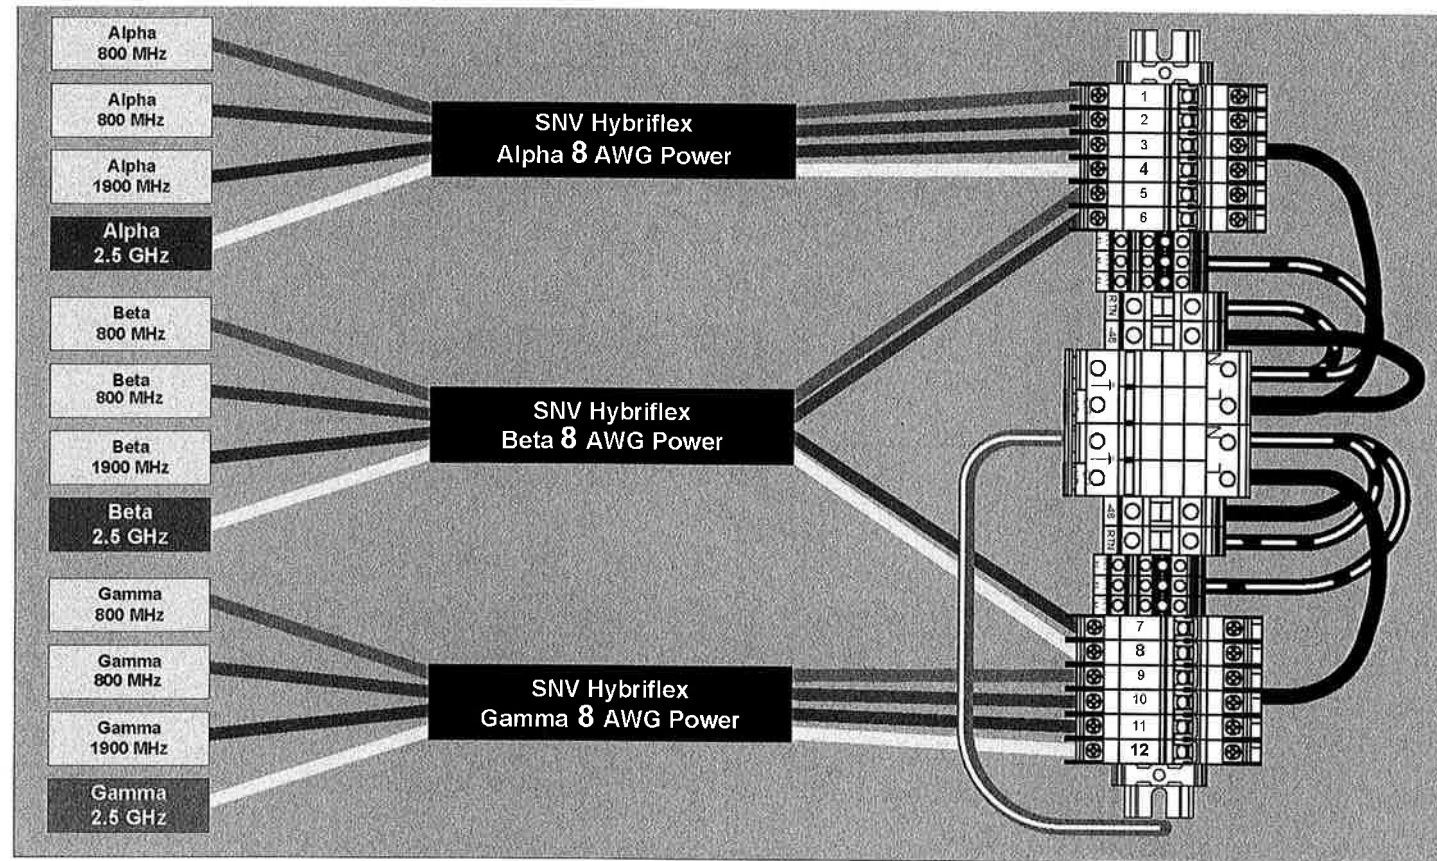 Alpha
800 MHz
Alpha
800 MHz
Alpha
1900 MHz
Alpha
2.5 GHz
SNV Hybriflex
Alpha 8 AWG Power
Beta
800 MHz
Beta
800 MHz
Beta
1900 MHz
Beta
2.5 GHz
SNV Hybriflex
Beta 8 AWG Power
Gamma
800 MHz
Gamma
800 MHz
Gamma
1900 MHz
Gamma
2.5 GHz
SNV Hybriflex
Gamma 8 AWG Power
1
2
3
4
5
6
RTN
-48
N
L
N
L
-48
RTN
7
8
9
10
11
12